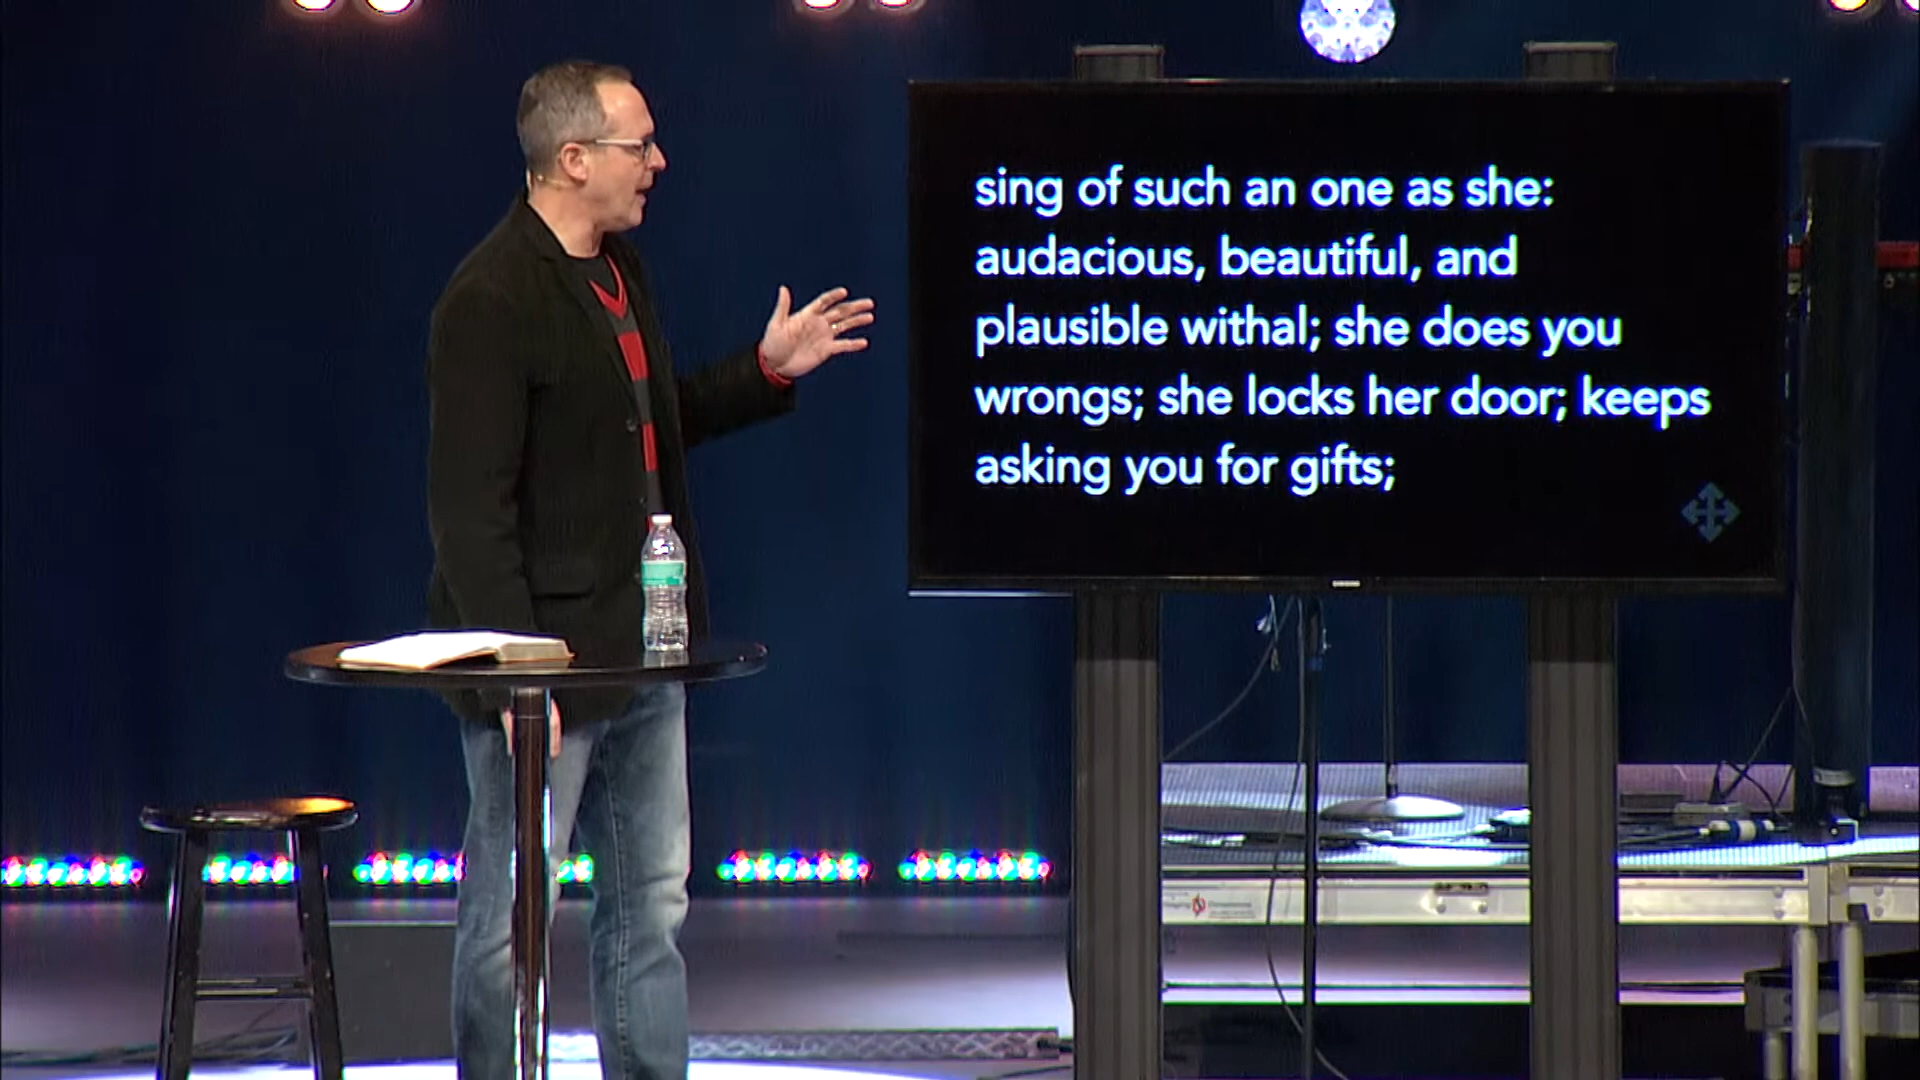 sing of such an one as she:
audacious, beautiful, and
plausible withal; she does you
wrongs; she locks her door; keeps
asking you for gifts;
SAMSUNG